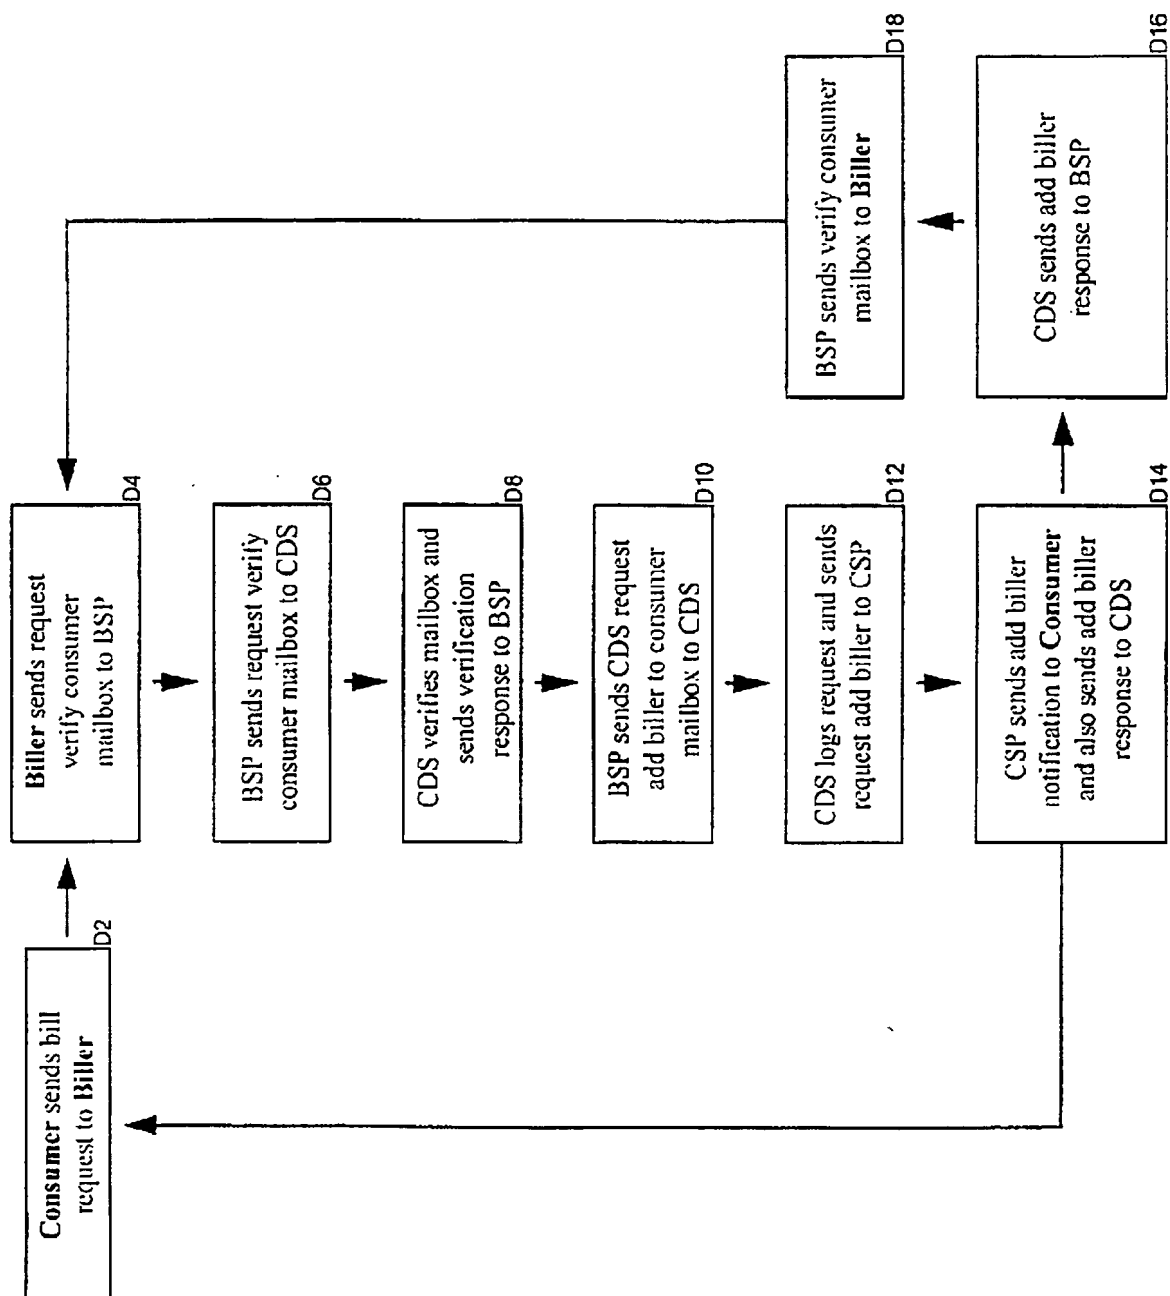 Consumer sends bill
request to Biller
D2
Biller sends request
verify consumer
mailbox to BSP
D4
BSP sends request verify
consumer mailbox to CDS
D6
CDS verifies mailbox and
sends verification
response to BSP
D8
BSP sends CDS request
add biller to consumer
mailbox to CDS
D10
CDS logs request and sends
request add biller to CSP
D12
CSP sends add biller
notification to Consumer
and also sends add biller
response to CDS
D14
CDS sends add biller
response to BSP
D16
BSP sends verify consumer
mailbox to Biller
D18